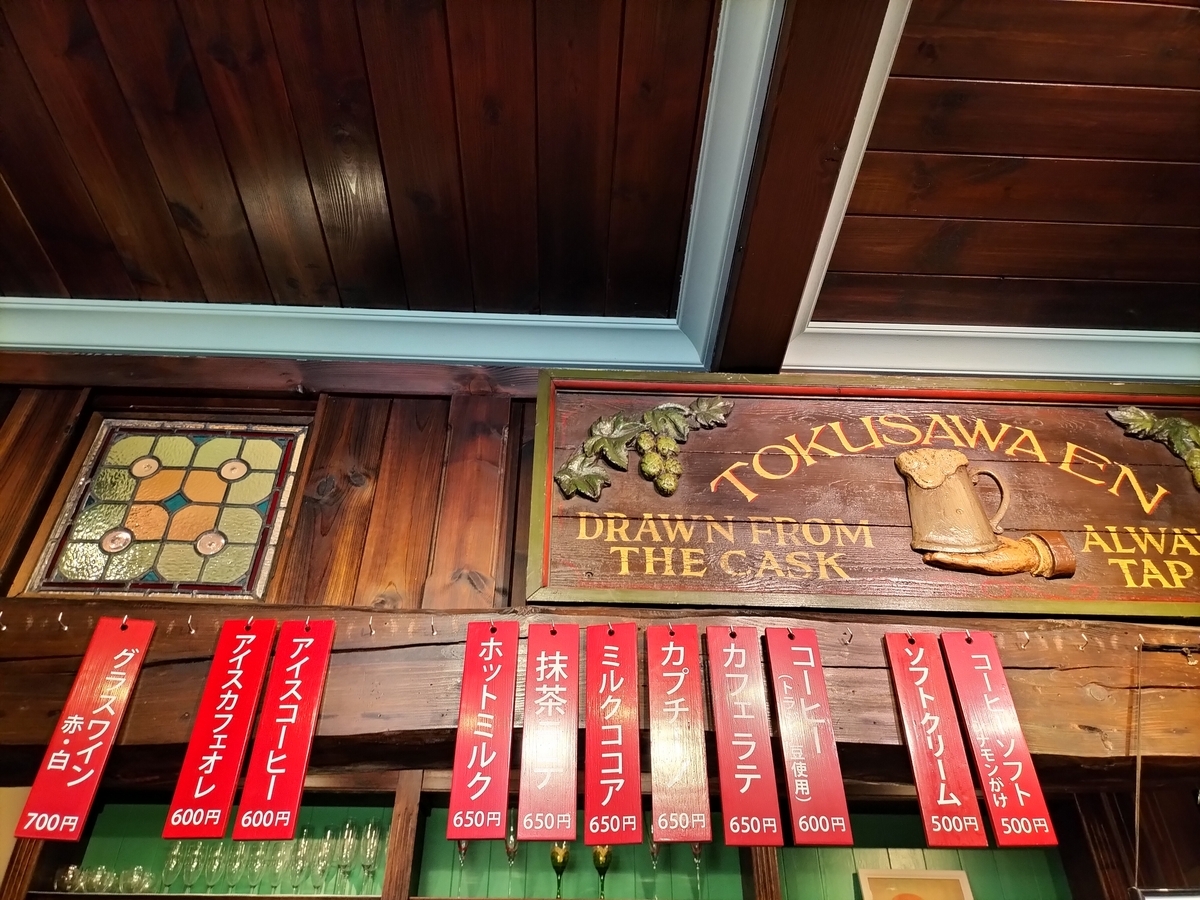 TOKUSAWA EN
DRAWN FROM
THE CASK
ALWAY
TAP
グラスワイン
赤・白
700円
アイスカフェオレ
600円
アイスコーヒー
600円
ホットミルク
650円
抹茶
650円
ミルクココア
650円
カプチ
650円
カフェラテ
650円
コーヒー
豆使用)
600円
ソフトクリーム
500円
ソフト
500円